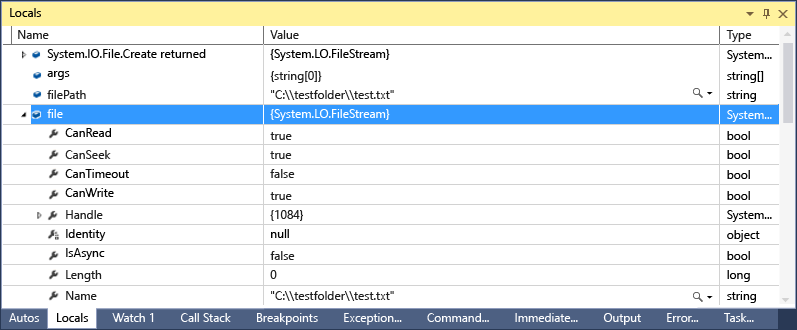 Locals
Name Value Type
System.IO.File.Create returned {System.LO.FileStream} System...
args {string[0]} string[]
filePath "C:\\testfolder\\test.txt" string
file {System.LO.FileStream} System...
CanRead true bool
CanSeek true bool
CanTimeout false bool
CanWrite true bool
Handle {1084} System...
Identity null object
IsAsync false bool
Length 0 long
Name "C:\\testfolder\\test.txt" string
Autos Locals Watch 1 Call Stack Breakpoints Exception... Command... Immediate... Output Error... Task...